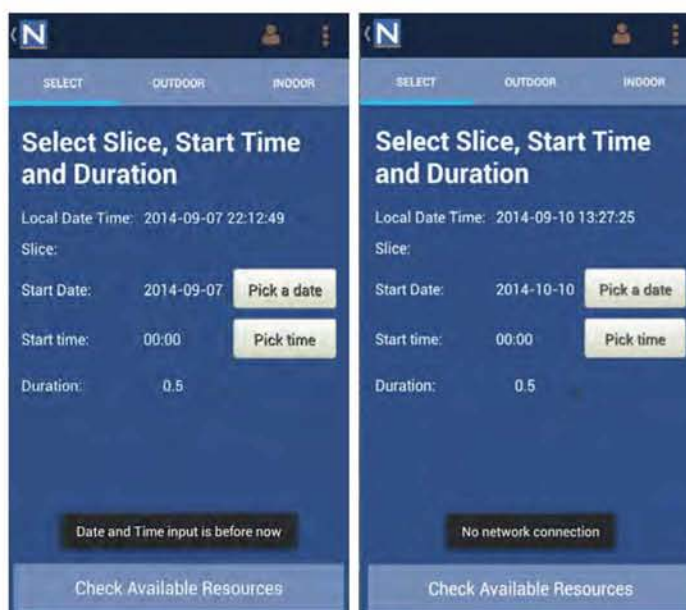 N
SELECT OUTDOOR INDOOR
Select Slice, Start Time
and Duration
Local Date Time: 2014-09-07 22:12:49
Slice:
Start Date: 2014-09-07 Pick a date
Start time: 00:00 Pick time
Duration: 0.5
Date and Time input is before now
Check Available Resources
N
SELECT OUTDOOR INDOOR
Select Slice, Start Time
and Duration
Local Date Time: 2014-09-10 13:27:25
Slice:
Start Date: 2014-10-10 Pick a date
Start time: 00:00 Pick time
Duration: 0.5
No network connection
Check Available Resources